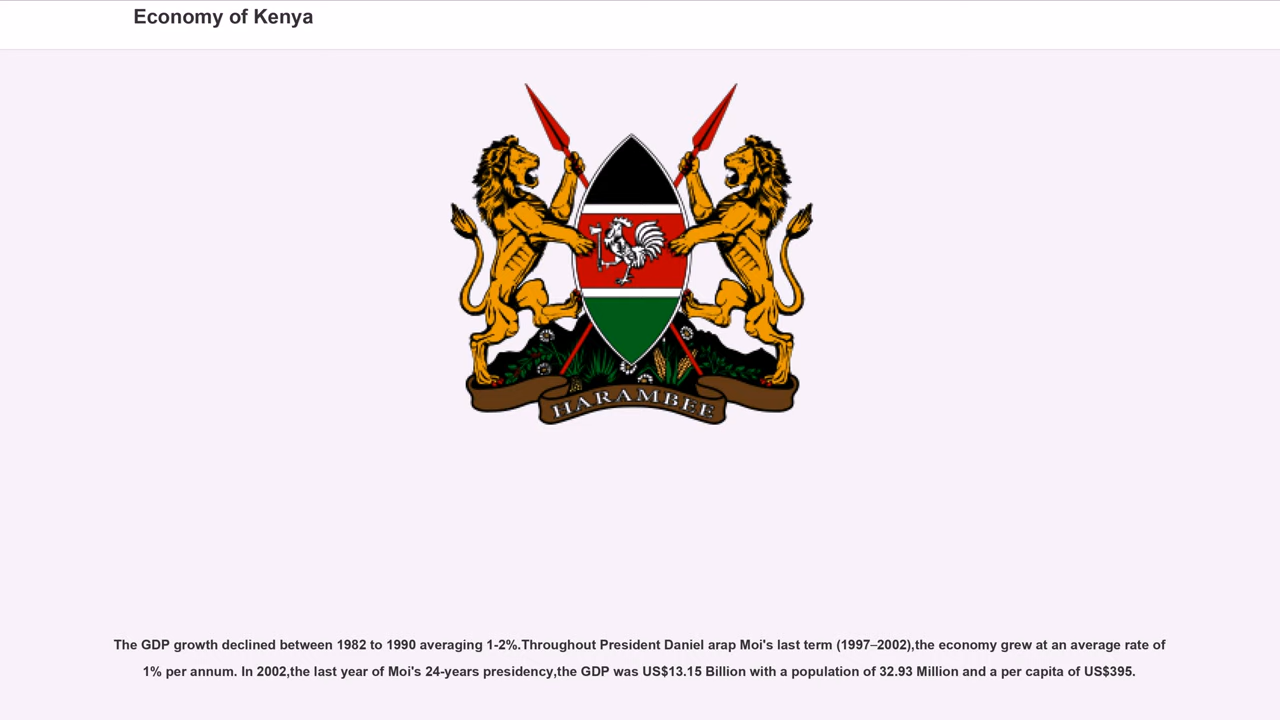 Economy of Kenya
HARAMBEE
The GDP growth declined between 1982 to 1990 averaging 1-2%.Throughout President Daniel arap Moi's last term (1997–2002),the economy grew at an average rate of
1% per annum. In 2002,the last year of Moi's 24-years presidency,the GDP was US$13.15 Billion with a population of 32.93 Million and a per capita of US$395.